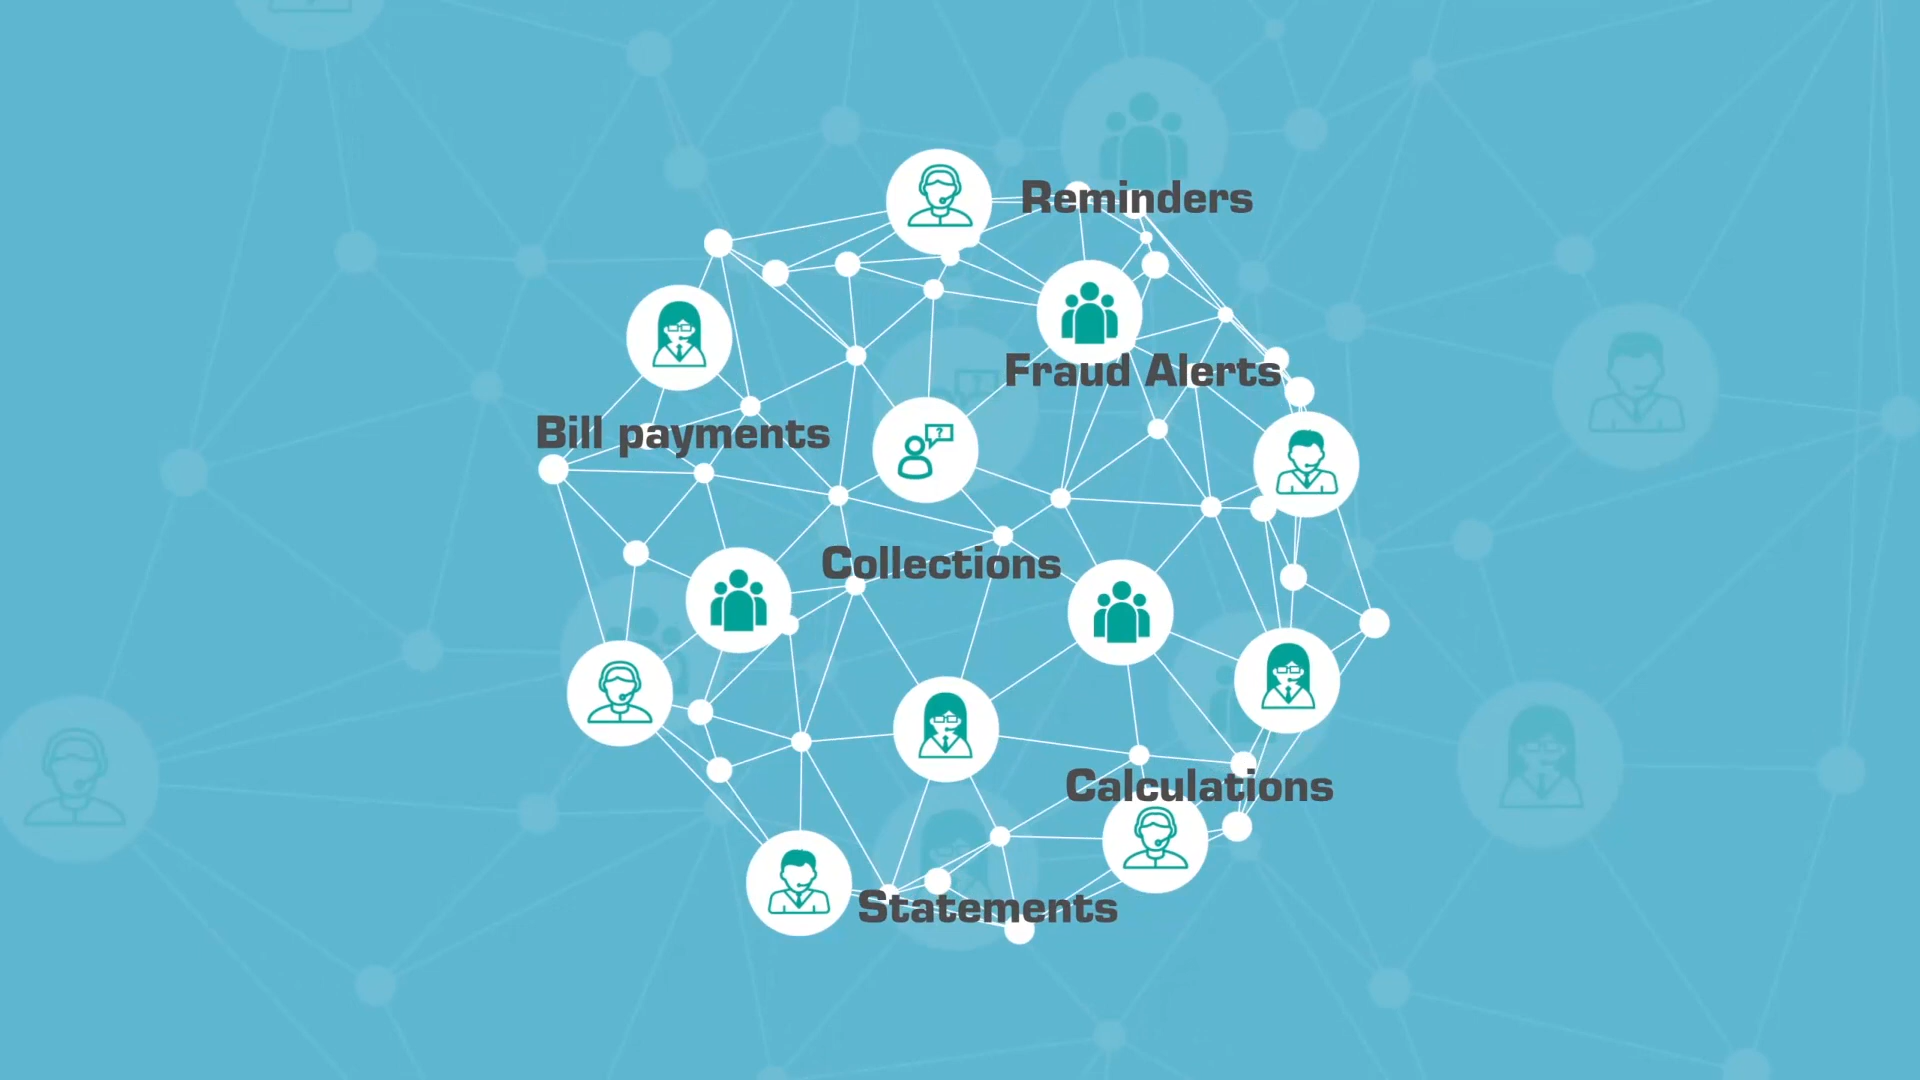 Reminders
Fraud Alerts
Bill payments
?
Collections
Calculations
Statements